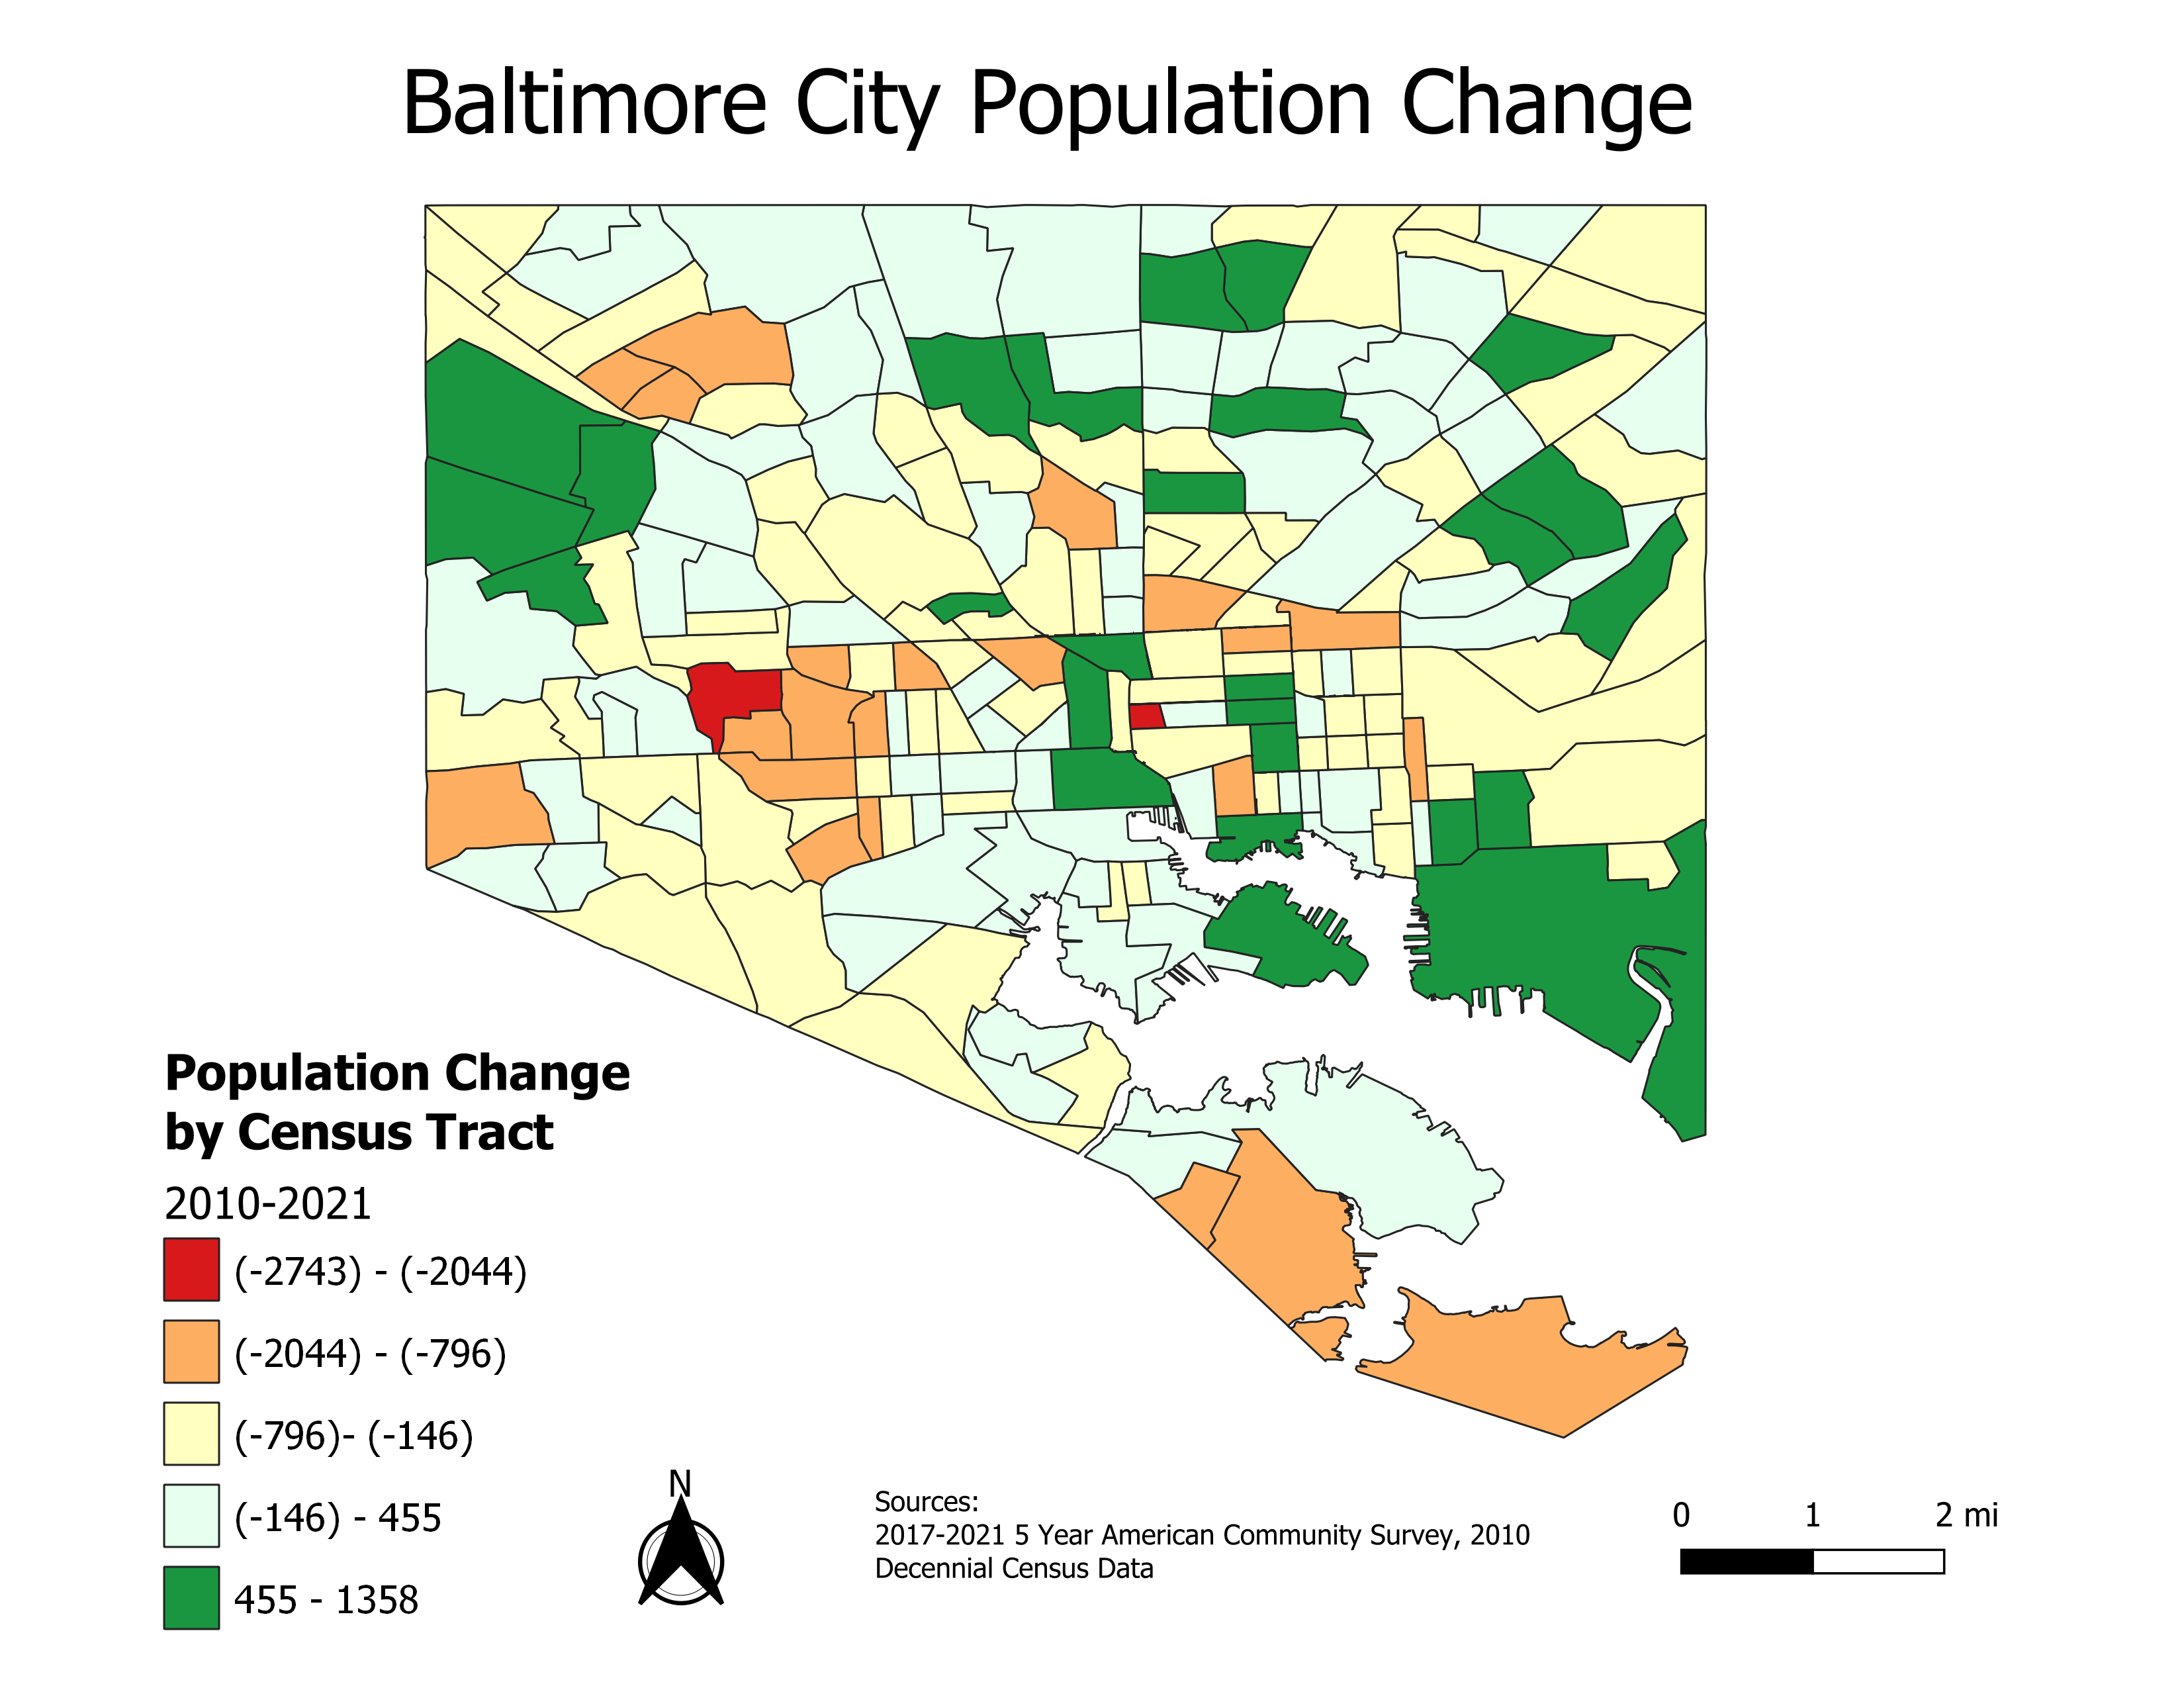 Baltimore City Population Change
Population Change
by Census Tract
2010-2021
(-2743) - (-2044)
(-2044) - (-796)
(-796)- (-146)
(-146) - 455
455 - 1358
N
Sources:
2017-2021 5 Year American Community Survey, 2010
Decennial Census Data
0 1 2 mi